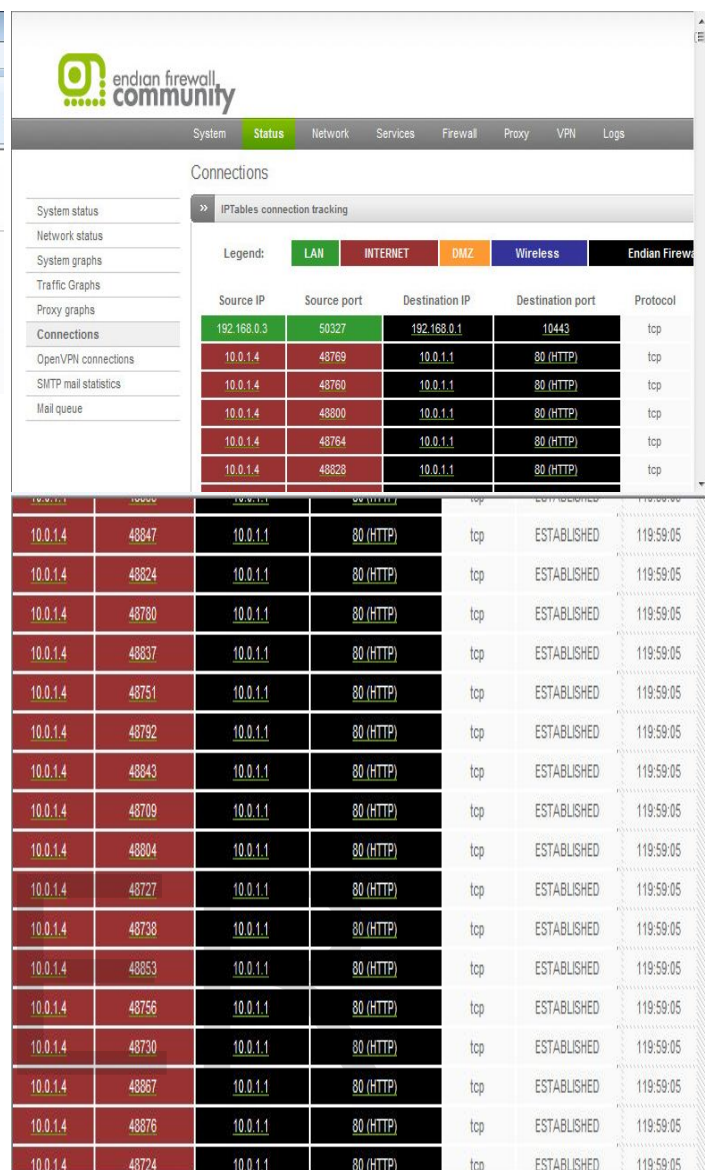 endian firewall
community
System Status Network Services Firewall Proxy VPN Logs
Connections
System status
Network status
System graphs
Traffic Graphs
Proxy graphs
Connections
OpenVPN connections
SMTP mail statistics
Mail queue
» IPTables connection tracking
Legend: LAN INTERNET DMZ Wireless Endian Firewa
Source IP Source port Destination IP Destination port Protocol
192.168.0.3 50327 192.168.0.1 10443 tcp
10.0.1.4 48769 10.0.1.1 80 (HTTP) tcp
10.0.1.4 48760 10.0.1.1 80 (HTTP) tcp
10.0.1.4 48800 10.0.1.1 80 (HTTP) tcp
10.0.1.4 48764 10.0.1.1 80 (HTTP) tcp
10.0.1.4 48828 10.0.1.1 80 (HTTP) tcp
10.0.1.4 48847 10.0.1.1 80 (HTTP) tcp ESTABLISHED 119:59:05
10.0.1.4 48824 10.0.1.1 80 (HTTP) tcp ESTABLISHED 119:59:05
10.0.1.4 48780 10.0.1.1 80 (HTTP) tcp ESTABLISHED 119:59:05
10.0.1.4 48837 10.0.1.1 80 (HTTP) tcp ESTABLISHED 119:59:05
10.0.1.4 48751 10.0.1.1 80 (HTTP) tcp ESTABLISHED 119:59:05
10.0.1.4 48792 10.0.1.1 80 (HTTP) tcp ESTABLISHED 119:59:05
10.0.1.4 48843 10.0.1.1 80 (HTTP) tcp ESTABLISHED 119:59:05
10.0.1.4 48709 10.0.1.1 80 (HTTP) tcp ESTABLISHED 119:59:05
10.0.1.4 48804 10.0.1.1 80 (HTTP) tcp ESTABLISHED 119:59:05
10.0.1.4 48727 10.0.1.1 80 (HTTP) tcp ESTABLISHED 119:59:05
10.0.1.4 48738 10.0.1.1 80 (HTTP) tcp ESTABLISHED 119:59:05
10.0.1.4 48853 10.0.1.1 80 (HTTP) tcp ESTABLISHED 119:59:05
10.0.1.4 48756 10.0.1.1 80 (HTTP) tcp ESTABLISHED 119:59:05
10.0.1.4 48730 10.0.1.1 80 (HTTP) tcp ESTABLISHED 119:59:05
10.0.1.4 48867 10.0.1.1 80 (HTTP) tcp ESTABLISHED 119:59:05
10.0.1.4 48876 10.0.1.1 80 (HTTP) tcp ESTABLISHED 119:59:05
10.0.1.4 48724 10.0.1.1 80 (HTTP) tcp ESTABLISHED 119:59:05